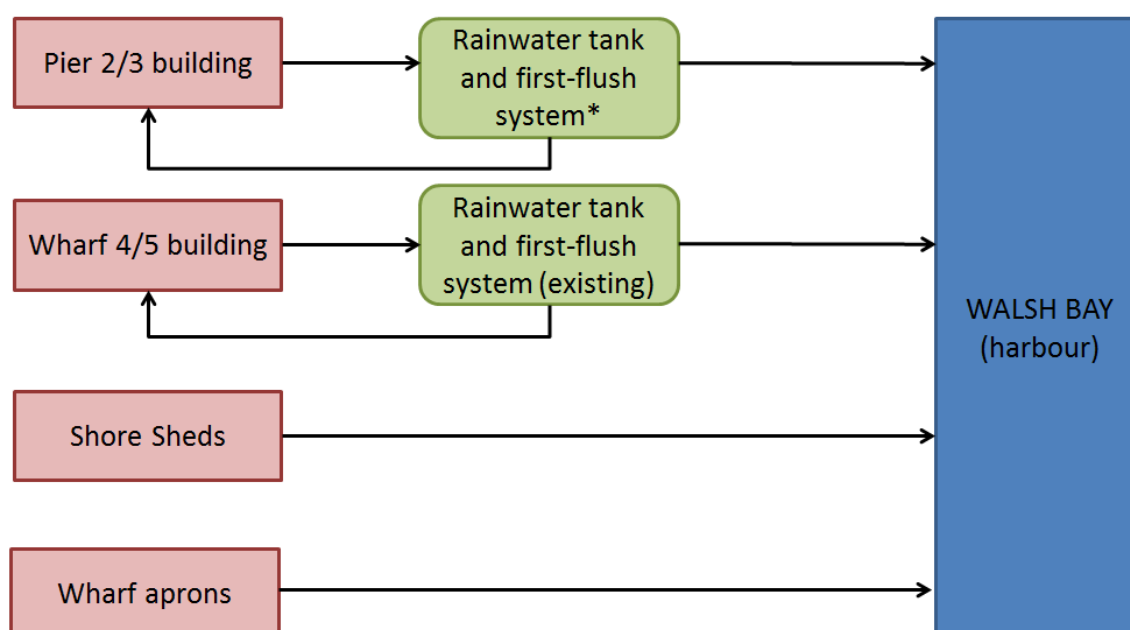 Pier 2/3 building
Rainwater tank
and first-flush
system*
Wharf 4/5 building
Rainwater tank
and first-flush
system (existing)
WALSH BAY
(harbour)
Shore Sheds
Wharf aprons